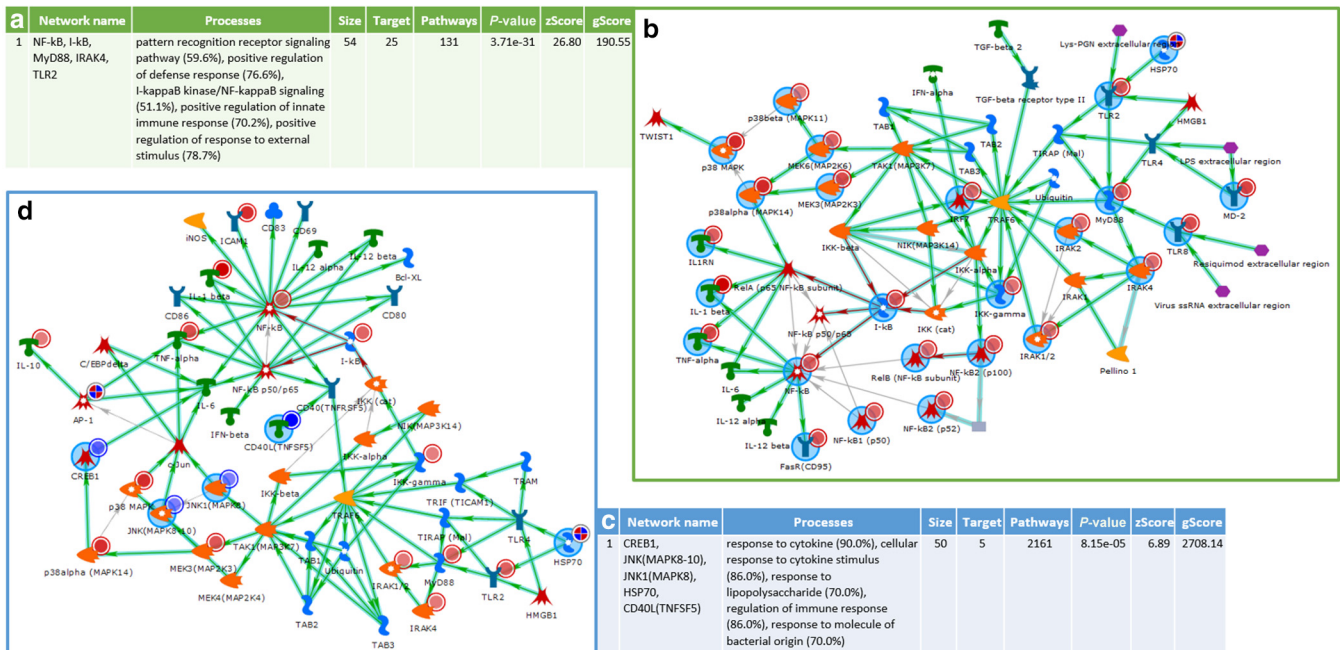 a
Network name Processes Size Target Pathways P-value zScore gScore
1 NF-kB, I-kB, pattern recognition receptor signaling 54 25 131 3.71e-31 26.80 190.55
MyD88, IRAK4, pathway (59.6%), positive regulation
TLR2 of defense response (76.6%),
I-kappaB kinase/NF-kappaB signaling
(51.1%), positive regulation of innate
immune response (70.2%), positive
regulation of response to external
stimulus (78.7%)
b
TGF-beta 2
Lys-PGN extracellular region
HSP70
IFN-alpha
TGF-beta receptor type II
TLR2
HMGB1
p38beta (MAPK11)
TWIST1
TAB1
TAB2
TIRAP (Mal)
TLR4
LPS extracellular region
p38 MAPK
MEK6(MAP2K6)
TAK1(MAP3K7)
TAB3
Ubiquitin
MEK3(MAP2K3)
p38alpha (MAPK14)
IRF7
TRAF6
MyD88
MD-2
IKK-beta
NIK(MAP3K14)
IRAK2
TLR8
IL1RN
Resiquimod extracellular region
RelA (p65 NF-kB subunit)
IKK-alpha
IRAK1
IRAK4
Virus ssRNA extracellular region
IL-1 beta
NF-kB p50/p65
I-kB
IKK (cat)
IKK-gamma
TNF-alpha
IRAK1/2
Pellino 1
IL-6
NF-kB
RelB (NF-kB subunit)
NF-kB2 (p100)
IL-12 alpha
IL-12 beta
NF-kB1 (p50)
NF-kB2 (p52)
FasR(CD95)
d
iNOS
ICAM1
CD83
CD69
IL-12 alpha
IL-12 beta
Bcl-XL
IL-1 beta
CD86
NF-kB
CD80
IL-10
C/EBPdelta
TNF-alpha
I-kB
NF-kB p50/p65
AP-1
IL-6
CD40(TNFRSF5)
IKK (cat)
IFN-beta
CD40L(TNFSF5)
NIK(MAP3K14)
c-Jun
IKK-alpha
CREB1
IKK-gamma
TRAM
p38 MAPK
JNK1(MAPK8)
IKK-beta
TRIF (TICAM1)
JNK(MAPK8-10)
TRAF6
TIRAP (Mal)
TLR4
TAK1(MAP3K7)
HSP70
p38alpha (MAPK14)
MEK3(MAP2K3)
TAB1
Ubiquitin
IRAK1/2
MyD88
TLR2
MEK4(MAP2K4)
HMGB1
TAB2
IRAK4
TAB3
c
Network name Processes Size Target Pathways P-value zScore gScore
1 CREB1, response to cytokine (90.0%), cellular 50 5 2161 8.15e-05 6.89 2708.14
JNK(MAPK8-10), response to cytokine stimulus
JNK1(MAPK8), (86.0%), response to
HSP70, lipopolysaccharide (70.0%),
CD40L(TNFSF5) regulation of immune response
(86.0%), response to molecule of
bacterial origin (70.0%)